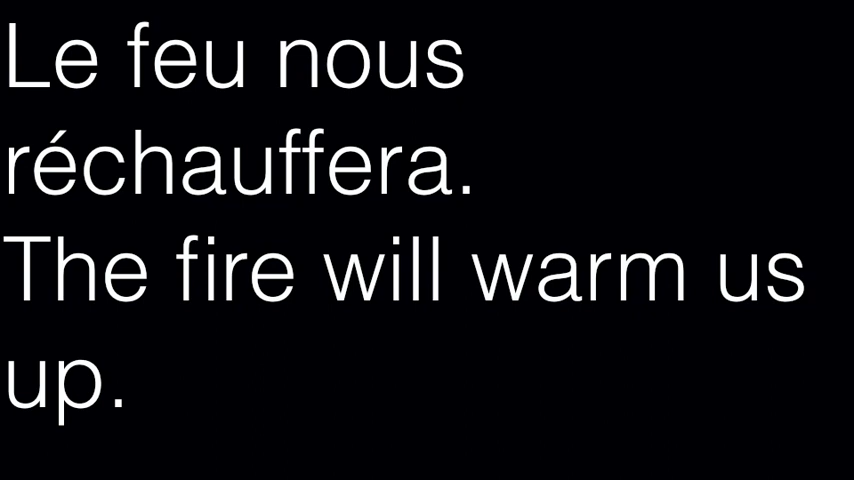 Le feu nous
réchauffera.
The fire will warm us
up.